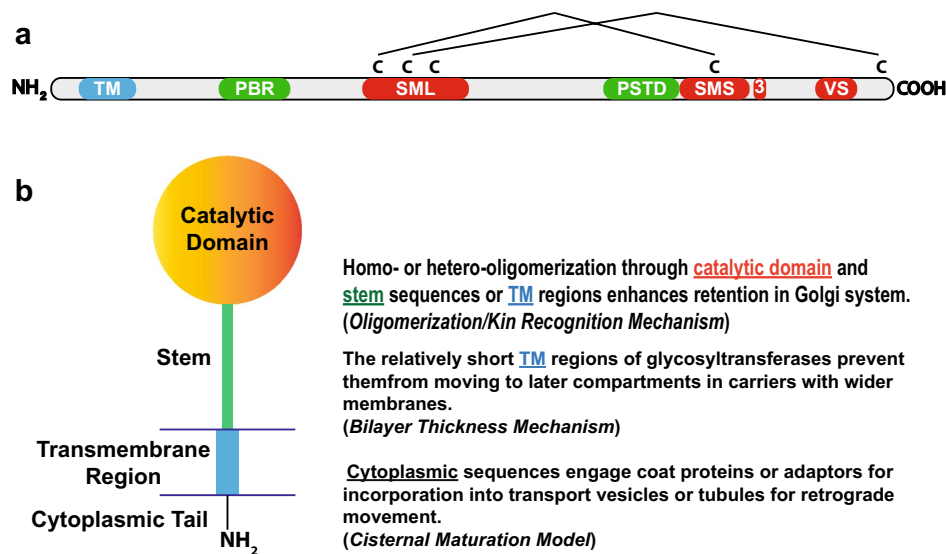 a
C C C C C
NH2 TM PBR SML PSTD SMS 3 VS COOH
b
Catalytic
Domain
Stem
Transmembrane
Region
Cytoplasmic Tail
NH2
Homo- or hetero-oligomerization through catalytic domain and
stem sequences or TM regions enhances retention in Golgi system.
(Oligomerization/Kin Recognition Mechanism)
The relatively short TM regions of glycosyltransferases prevent
themfrom moving to later compartments in carriers with wider
membranes.
(Bilayer Thickness Mechanism)
Cytoplasmic sequences engage coat proteins or adaptors for
incorporation into transport vesicles or tubules for retrograde
movement.
(Cisternal Maturation Model)